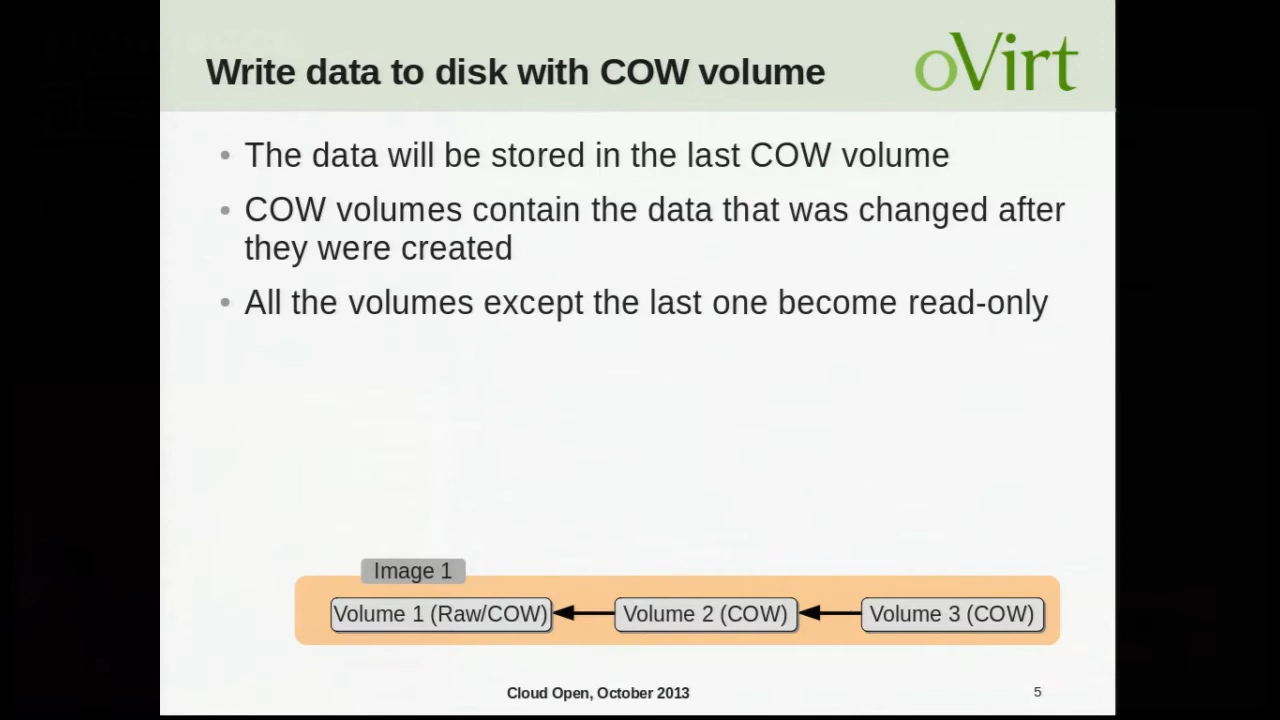 Write data to disk with COW volume
oVirt
The data will be stored in the last COW volume
COW volumes contain the data that was changed after
they were created
All the volumes except the last one become read-only
Image 1
Volume 1 (Raw/COW)
Volume 2 (COW)
Volume 3 (COW)
Cloud Open, October 2013
5